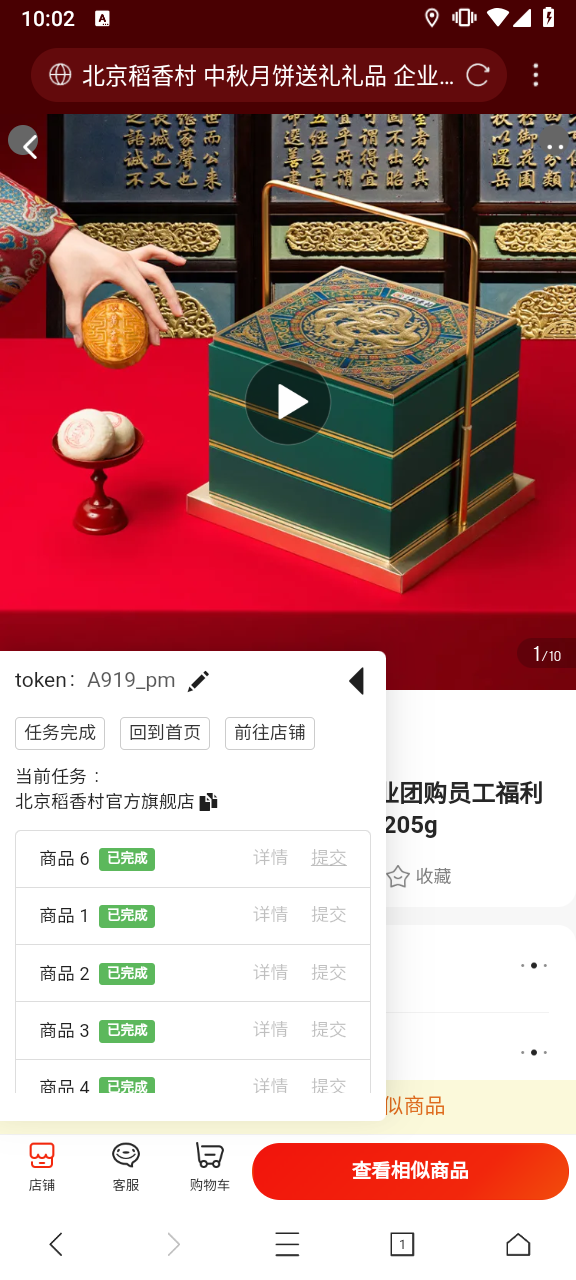 10:02
北京稻香村 中秋月饼送礼礼品 企业...
1/10
token: A919_pm
任务完成 回到首页 前往店铺
当前任务：
北京稻香村官方旗舰店
业团购员工福利
205g
收藏
商品 6 已完成 详情 提交
商品 1 已完成 详情 提交
商品 2 已完成 详情 提交
商品 3 已完成 详情 提交
商品 4 已完成 详情 提交
似商品
店铺 客服 购物车 查看相似商品
1